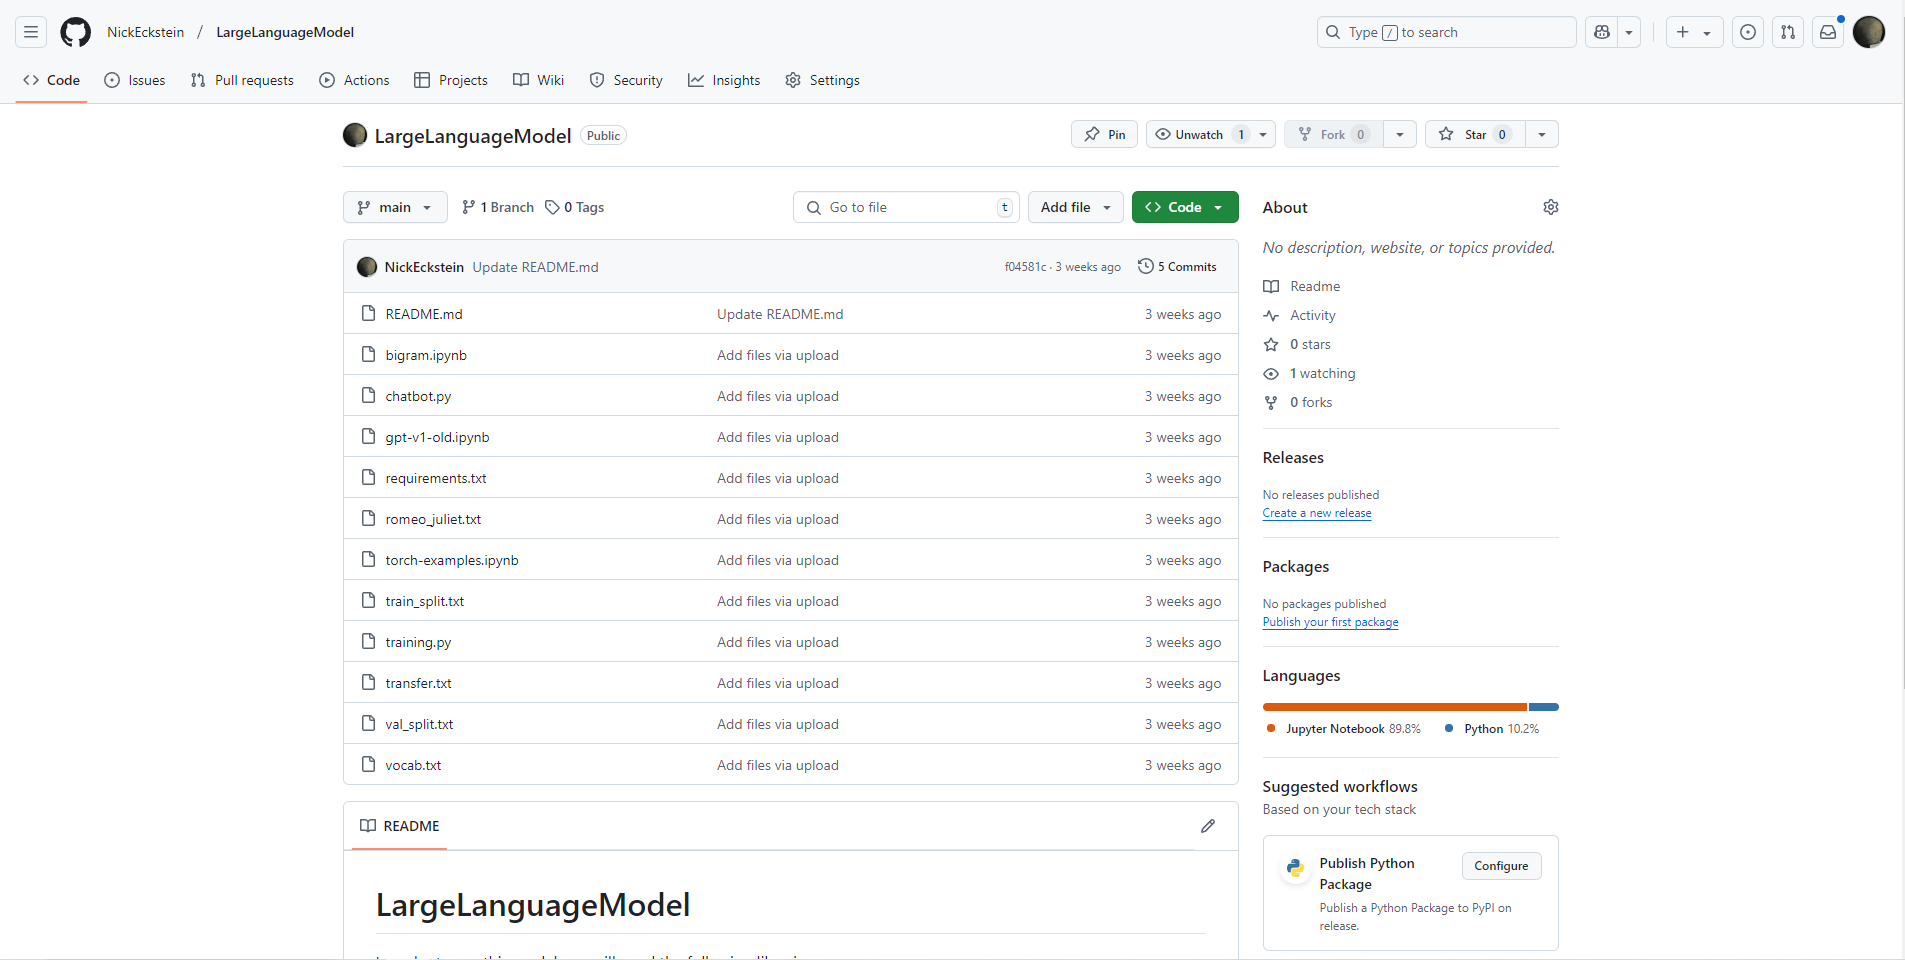 NickEckstein / LargeLanguageModel
Type / to search
Code Issues Pull requests Actions Projects Wiki Security Insights Settings
LargeLanguageModel Public
Pin Unwatch 1 Fork 0 Star 0
main 1 Branch 0 Tags Go to file t Add file Code
NickEckstein Update README.md f04581c · 3 weeks ago 5 Commits
README.md Update README.md 3 weeks ago
bigram.ipynb Add files via upload 3 weeks ago
chatbot.py Add files via upload 3 weeks ago
gpt-v1-old.ipynb Add files via upload 3 weeks ago
requirements.txt Add files via upload 3 weeks ago
romeo_juliet.txt Add files via upload 3 weeks ago
torch-examples.ipynb Add files via upload 3 weeks ago
train_split.txt Add files via upload 3 weeks ago
training.py Add files via upload 3 weeks ago
transfer.txt Add files via upload 3 weeks ago
val_split.txt Add files via upload 3 weeks ago
vocab.txt Add files via upload 3 weeks ago
README
LargeLanguageModel
About
No description, website, or topics provided.
Readme
Activity
0 stars
1 watching
0 forks
Releases
No releases published
Create a new release
Packages
No packages published
Publish your first package
Languages
Jupyter Notebook 89.8% Python 10.2%
Suggested workflows
Based on your tech stack
Publish Python
Package
Configure
Publish a Python Package to PyPI on
release.